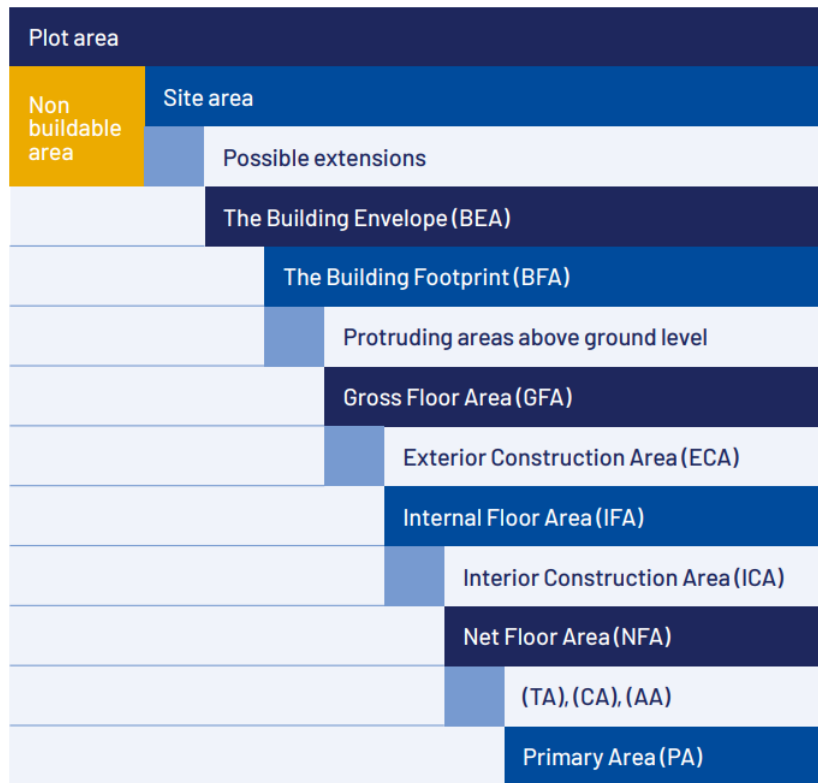 Plot area
Non
buildable
area
Site area
Possible extensions
The Building Envelope (BEA)
The Building Footprint (BFA)
Protruding areas above ground level
Gross Floor Area (GFA)
Exterior Construction Area (ECA)
Internal Floor Area (IFA)
Interior Construction Area (ICA)
Net Floor Area (NFA)
(TA), (CA), (AA)
Primary Area (PA)